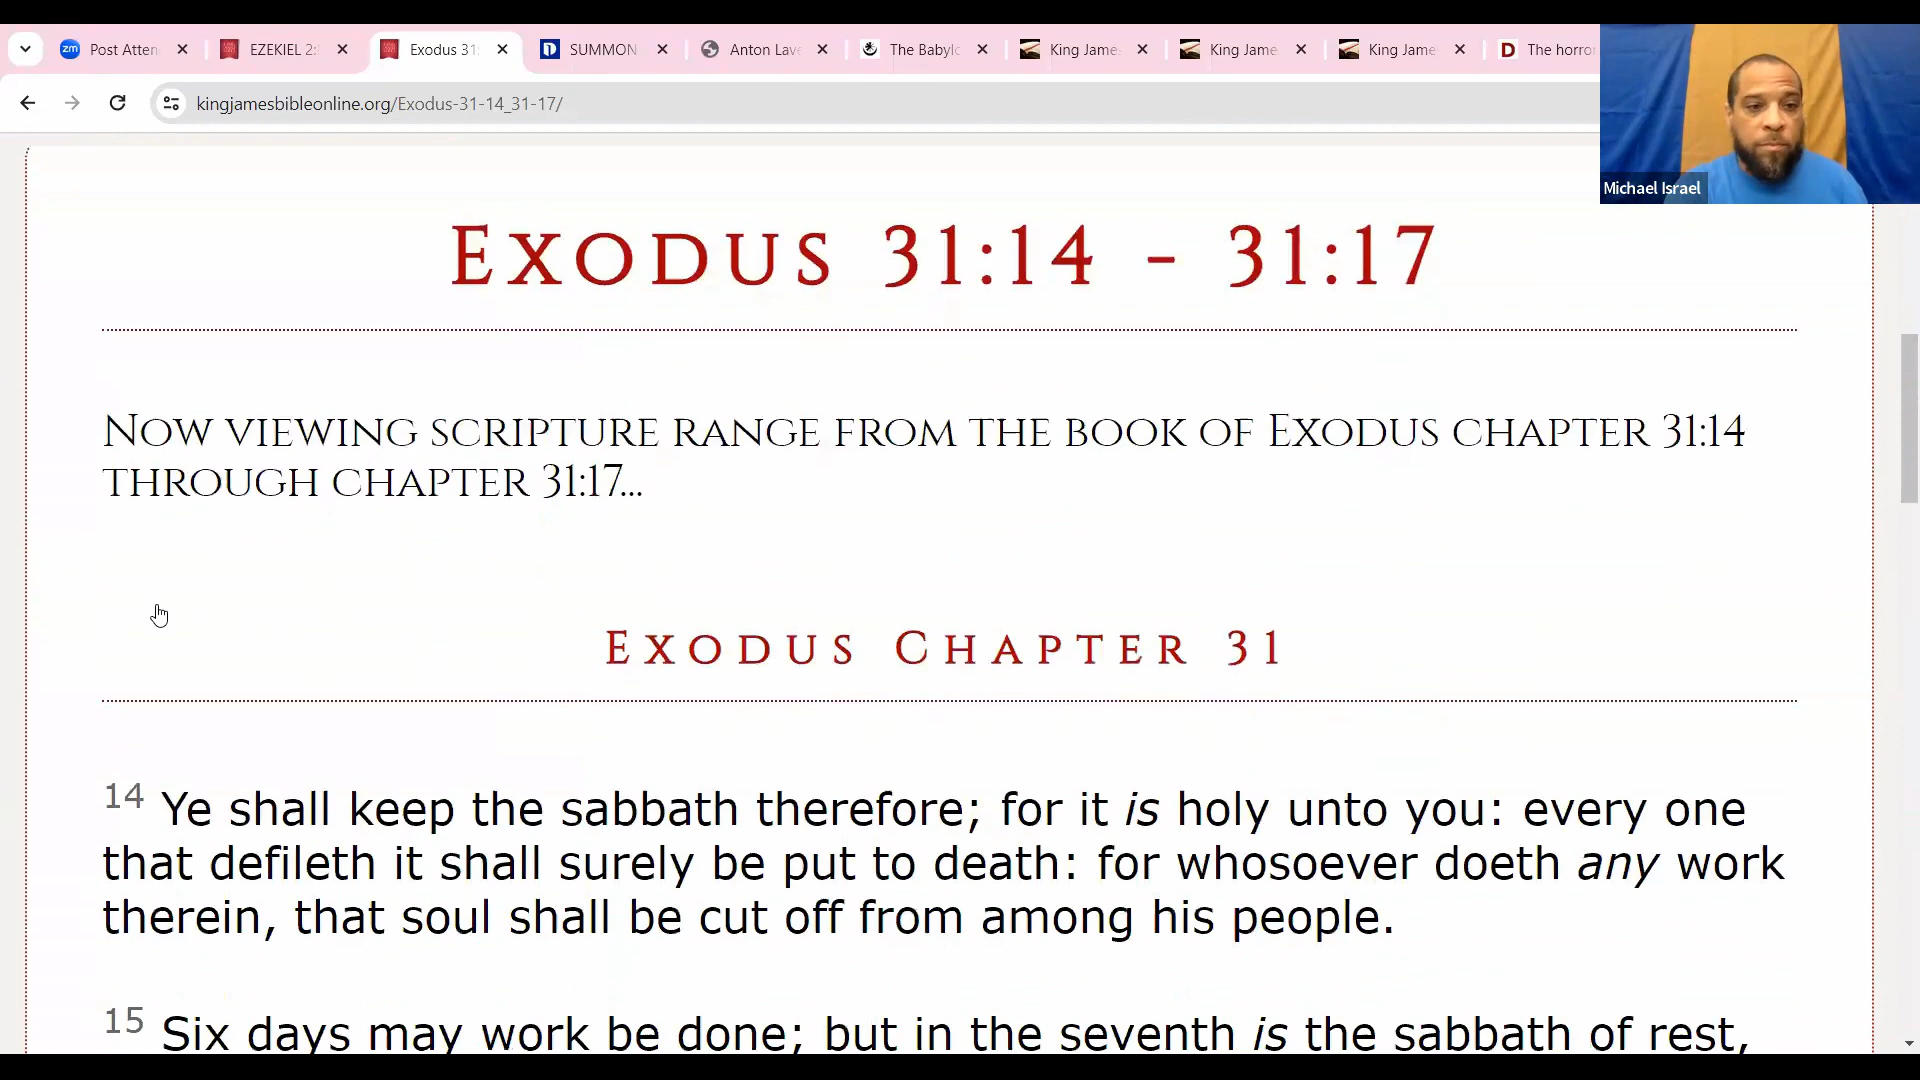 zm Post Atten
EZEKIEL 2:
Exodus 31:
SUMMON
Anton Lav
The Babylo
King Jame
King Jame
King Jame
D The horro
kingjamesbibleonline.org/Exodus-31-14_31-17/
Michael Israel
Exodus 31:14 - 31:17
Now viewing scripture range from the book of Exodus chapter 31:14
through chapter 31:17...
Exodus Chapter 31
14 Ye shall keep the sabbath therefore; for it is holy unto you: every one
that defileth it shall surely be put to death: for whosoever doeth any work
therein, that soul shall be cut off from among his people.
15 Six days may work be done; but in the seventh is the sabbath of rest,